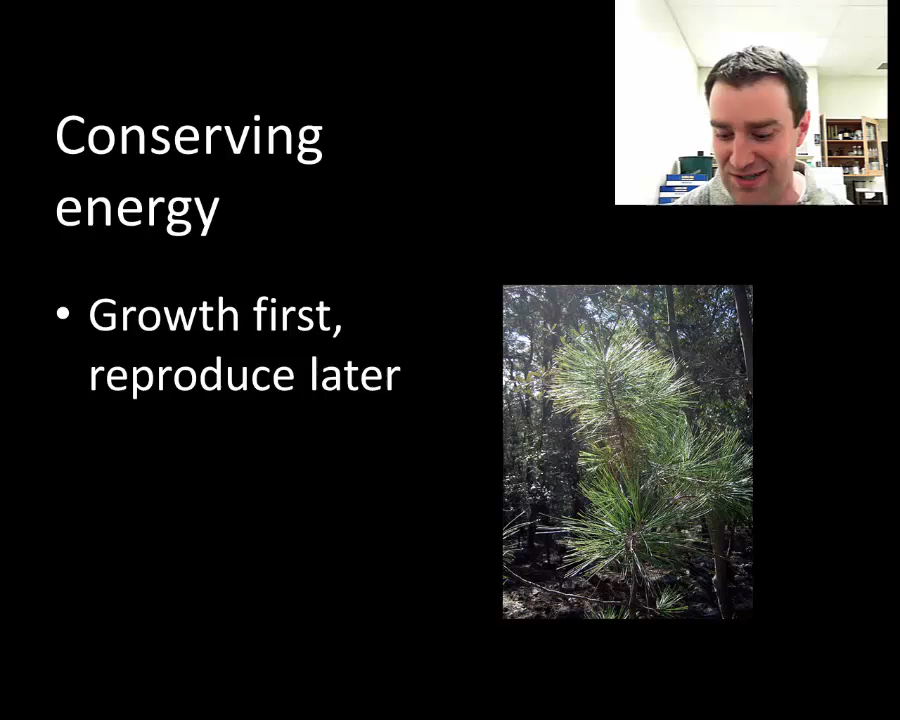 Conserving
energy
• Growth first,
reproduce later